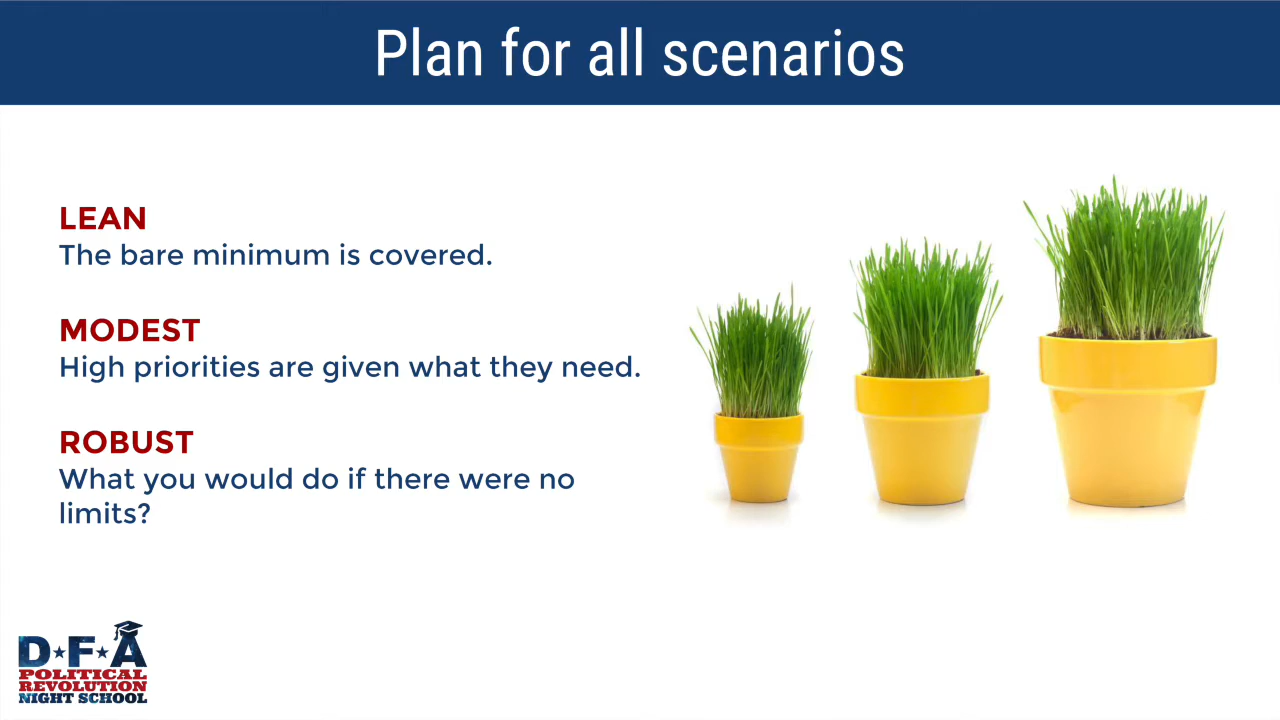 Plan for all scenarios
LEAN
The bare minimum is covered.
MODEST
High priorities are given what they need.
ROBUST
What you would do if there were no
limits?
D★F★A
POLITICAL
REVOLUTION
NIGHT SCHOOL